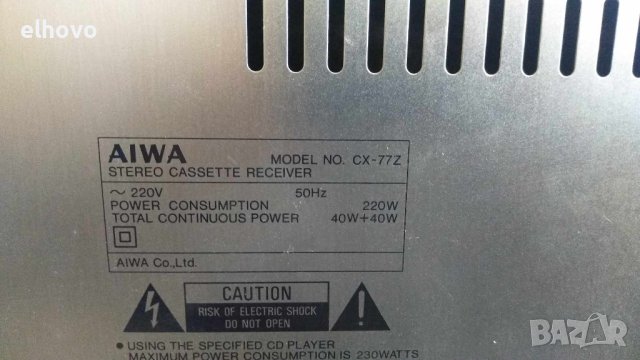 elhovo
AIWA MODEL NO. CX-77Z
STEREO CASSETTE RECEIVER
~ 220V 50Hz
POWER CONSUMPTION 220W
TOTAL CONTINUOUS POWER 40W+40W
AIWA Co.,Ltd.
CAUTION
RISK OF ELECTRIC SHOCK
DO NOT OPEN
• USING THE SPECIFIED CD PLAYER
MAXIMUM POWER CONSUMPTION IS 230WATTS
BAZAR.BG